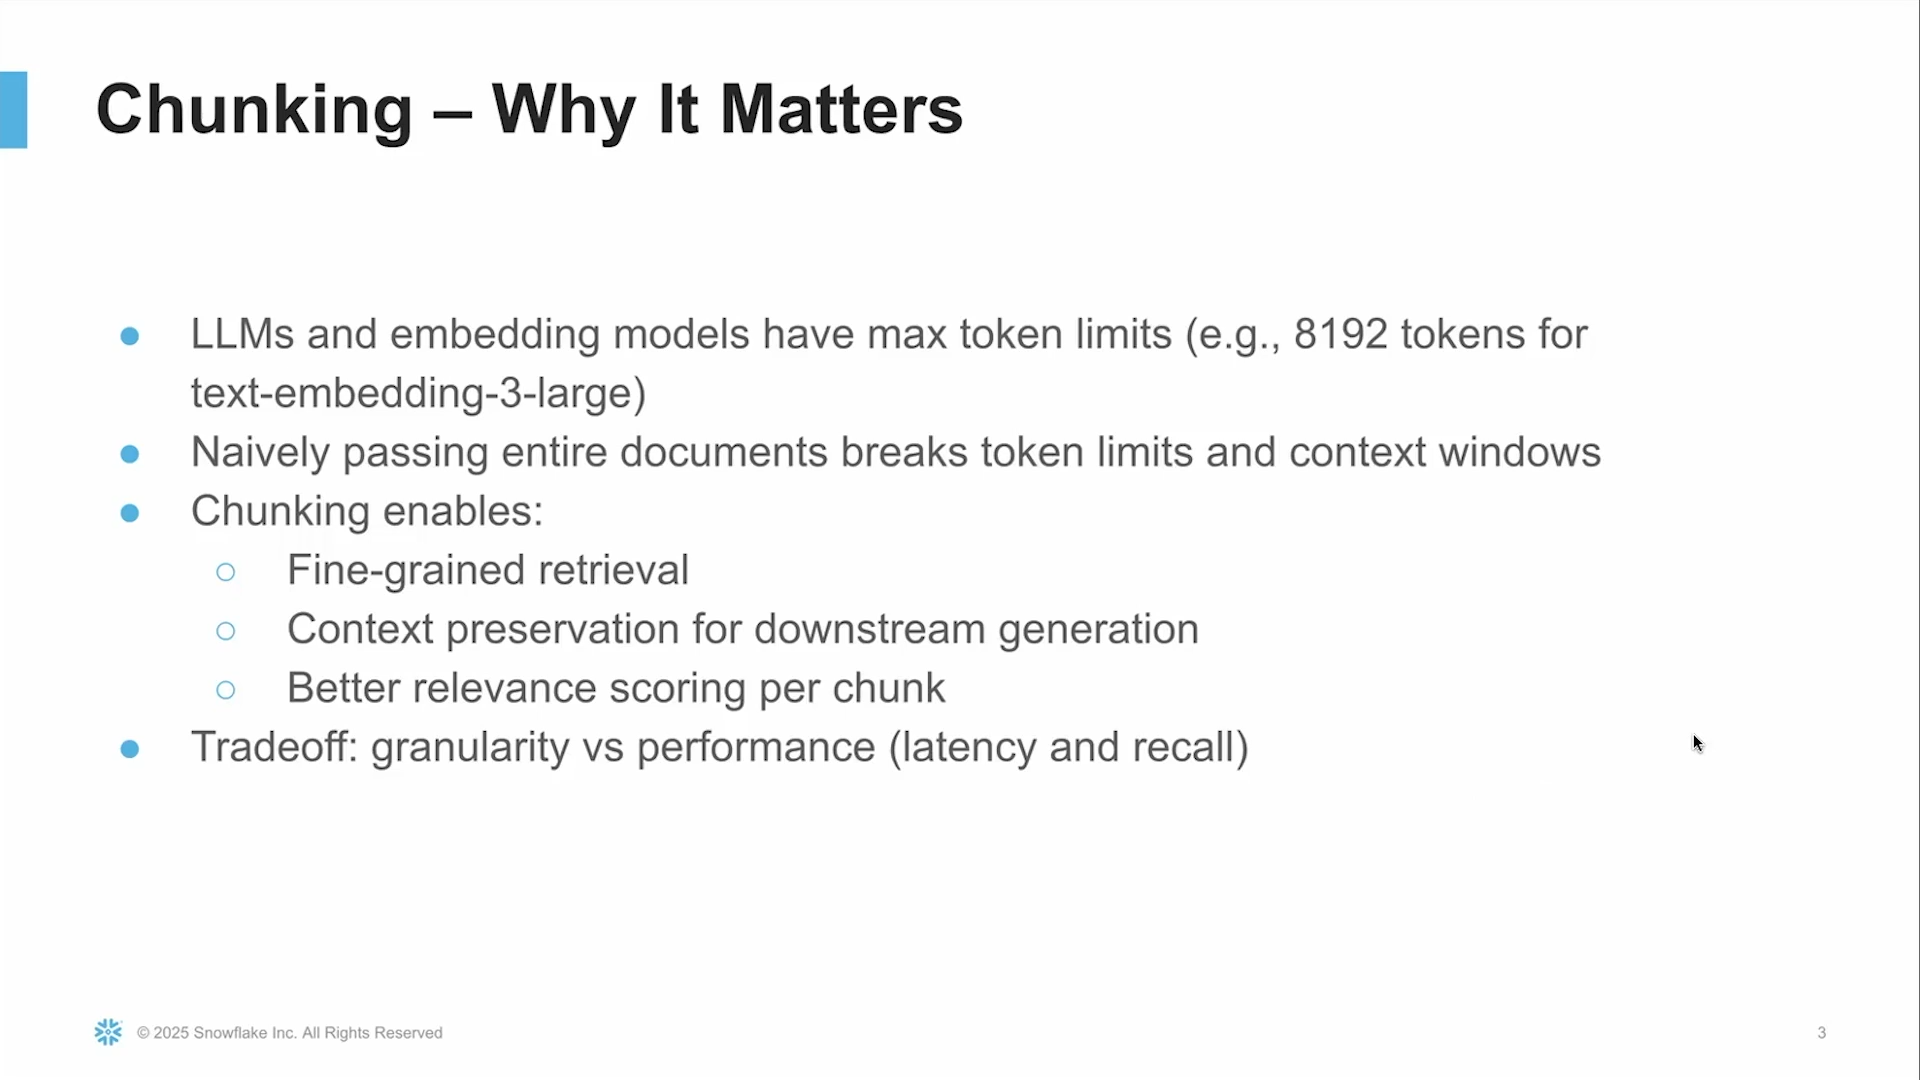 Chunking – Why It Matters
● LLMs and embedding models have max token limits (e.g., 8192 tokens for
text-embedding-3-large)
● Naively passing entire documents breaks token limits and context windows
● Chunking enables:
○ Fine-grained retrieval
○ Context preservation for downstream generation
○ Better relevance scoring per chunk
● Tradeoff: granularity vs performance (latency and recall)
© 2025 Snowflake Inc. All Rights Reserved
3